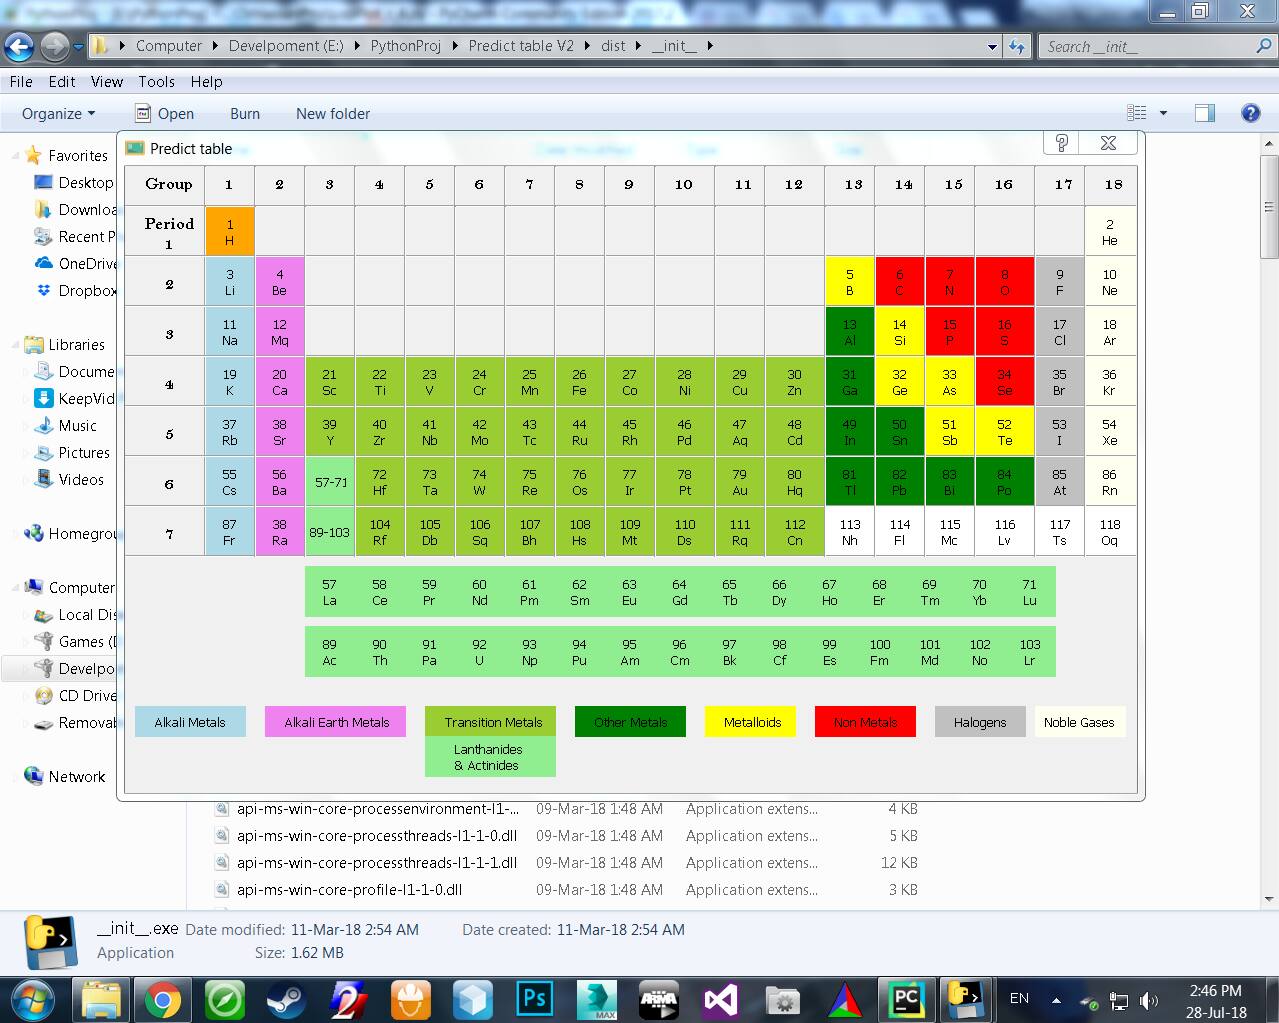 Computer ▸ Develpoment (E:) ▸ PythonProj ▸ Predict table V2 ▸ dist ▸ __init__ ▸
Search __init__
File Edit View Tools Help
Organize Open Burn New folder
Favorites
Desktop
Downloa
Recent P
OneDrive
Dropbox
Libraries
Docume
KeepVid
Music
Pictures
Videos
Homegrou
Computer
Local Dis
Games (D
Develpo
CD Drive
Removab
Network
Predict table
Group 1 2 3 4 5 6 7 8 9 10 11 12 13 14 15 16 17 18
Period
1
1 2
H He
2
3 4 5 6 7 8 9 10
Li Be B C N O F Ne
3
11 12 13 14 15 16 17 18
Na Mq Al Si P S Cl Ar
4
19 20 21 22 23 24 25 26 27 28 29 30 31 32 33 34 35 36
K Ca Sc Ti V Cr Mn Fe Co Ni Cu Zn Ga Ge As Se Br Kr
5
37 38 39 40 41 42 43 44 45 46 47 48 49 50 51 52 53 54
Rb Sr Y Zr Nb Mo Tc Ru Rh Pd Aq Cd In Sn Sb Te I Xe
6
55 56 57-71 72 73 74 75 76 77 78 79 80 81 82 83 84 85 86
Cs Ba Hf Ta W Re Os Ir Pt Au Hq Tl Pb Bi Po At Rn
7
87 38 89-103 104 105 106 107 108 109 110 111 112 113 114 115 116 117 118
Fr Ra Rf Db Sq Bh Hs Mt Ds Rq Cn Nh Fl Mc Lv Ts Oq
57 58 59 60 61 62 63 64 65 66 67 68 69 70 71
La Ce Pr Nd Pm Sm Eu Gd Tb Dy Ho Er Tm Yb Lu
89 90 91 92 93 94 95 96 97 98 99 100 101 102 103
Ac Th Pa U Np Pu Am Cm Bk Cf Es Fm Md No Lr
Alkali Metals Alkali Earth Metals Transition Metals Other Metals Metalloids Non Metals Halogens Noble Gases
Lanthanides
& Actinides
api-ms-win-core-processenvironment-l1-... 09-Mar-18 1:48 AM Application extens... 4 KB
api-ms-win-core-processthreads-l1-1-0.dll 09-Mar-18 1:48 AM Application extens... 5 KB
api-ms-win-core-processthreads-l1-1-1.dll 09-Mar-18 1:48 AM Application extens... 12 KB
api-ms-win-core-profile-l1-1-0.dll 09-Mar-18 1:48 AM Application extens... 3 KB
__init__.exe Date modified: 11-Mar-18 2:54 AM Date created: 11-Mar-18 2:54 AM
Application Size: 1.62 MB
Ps
MAX
ARMA
PC
EN
2:46 PM
28-Jul-18